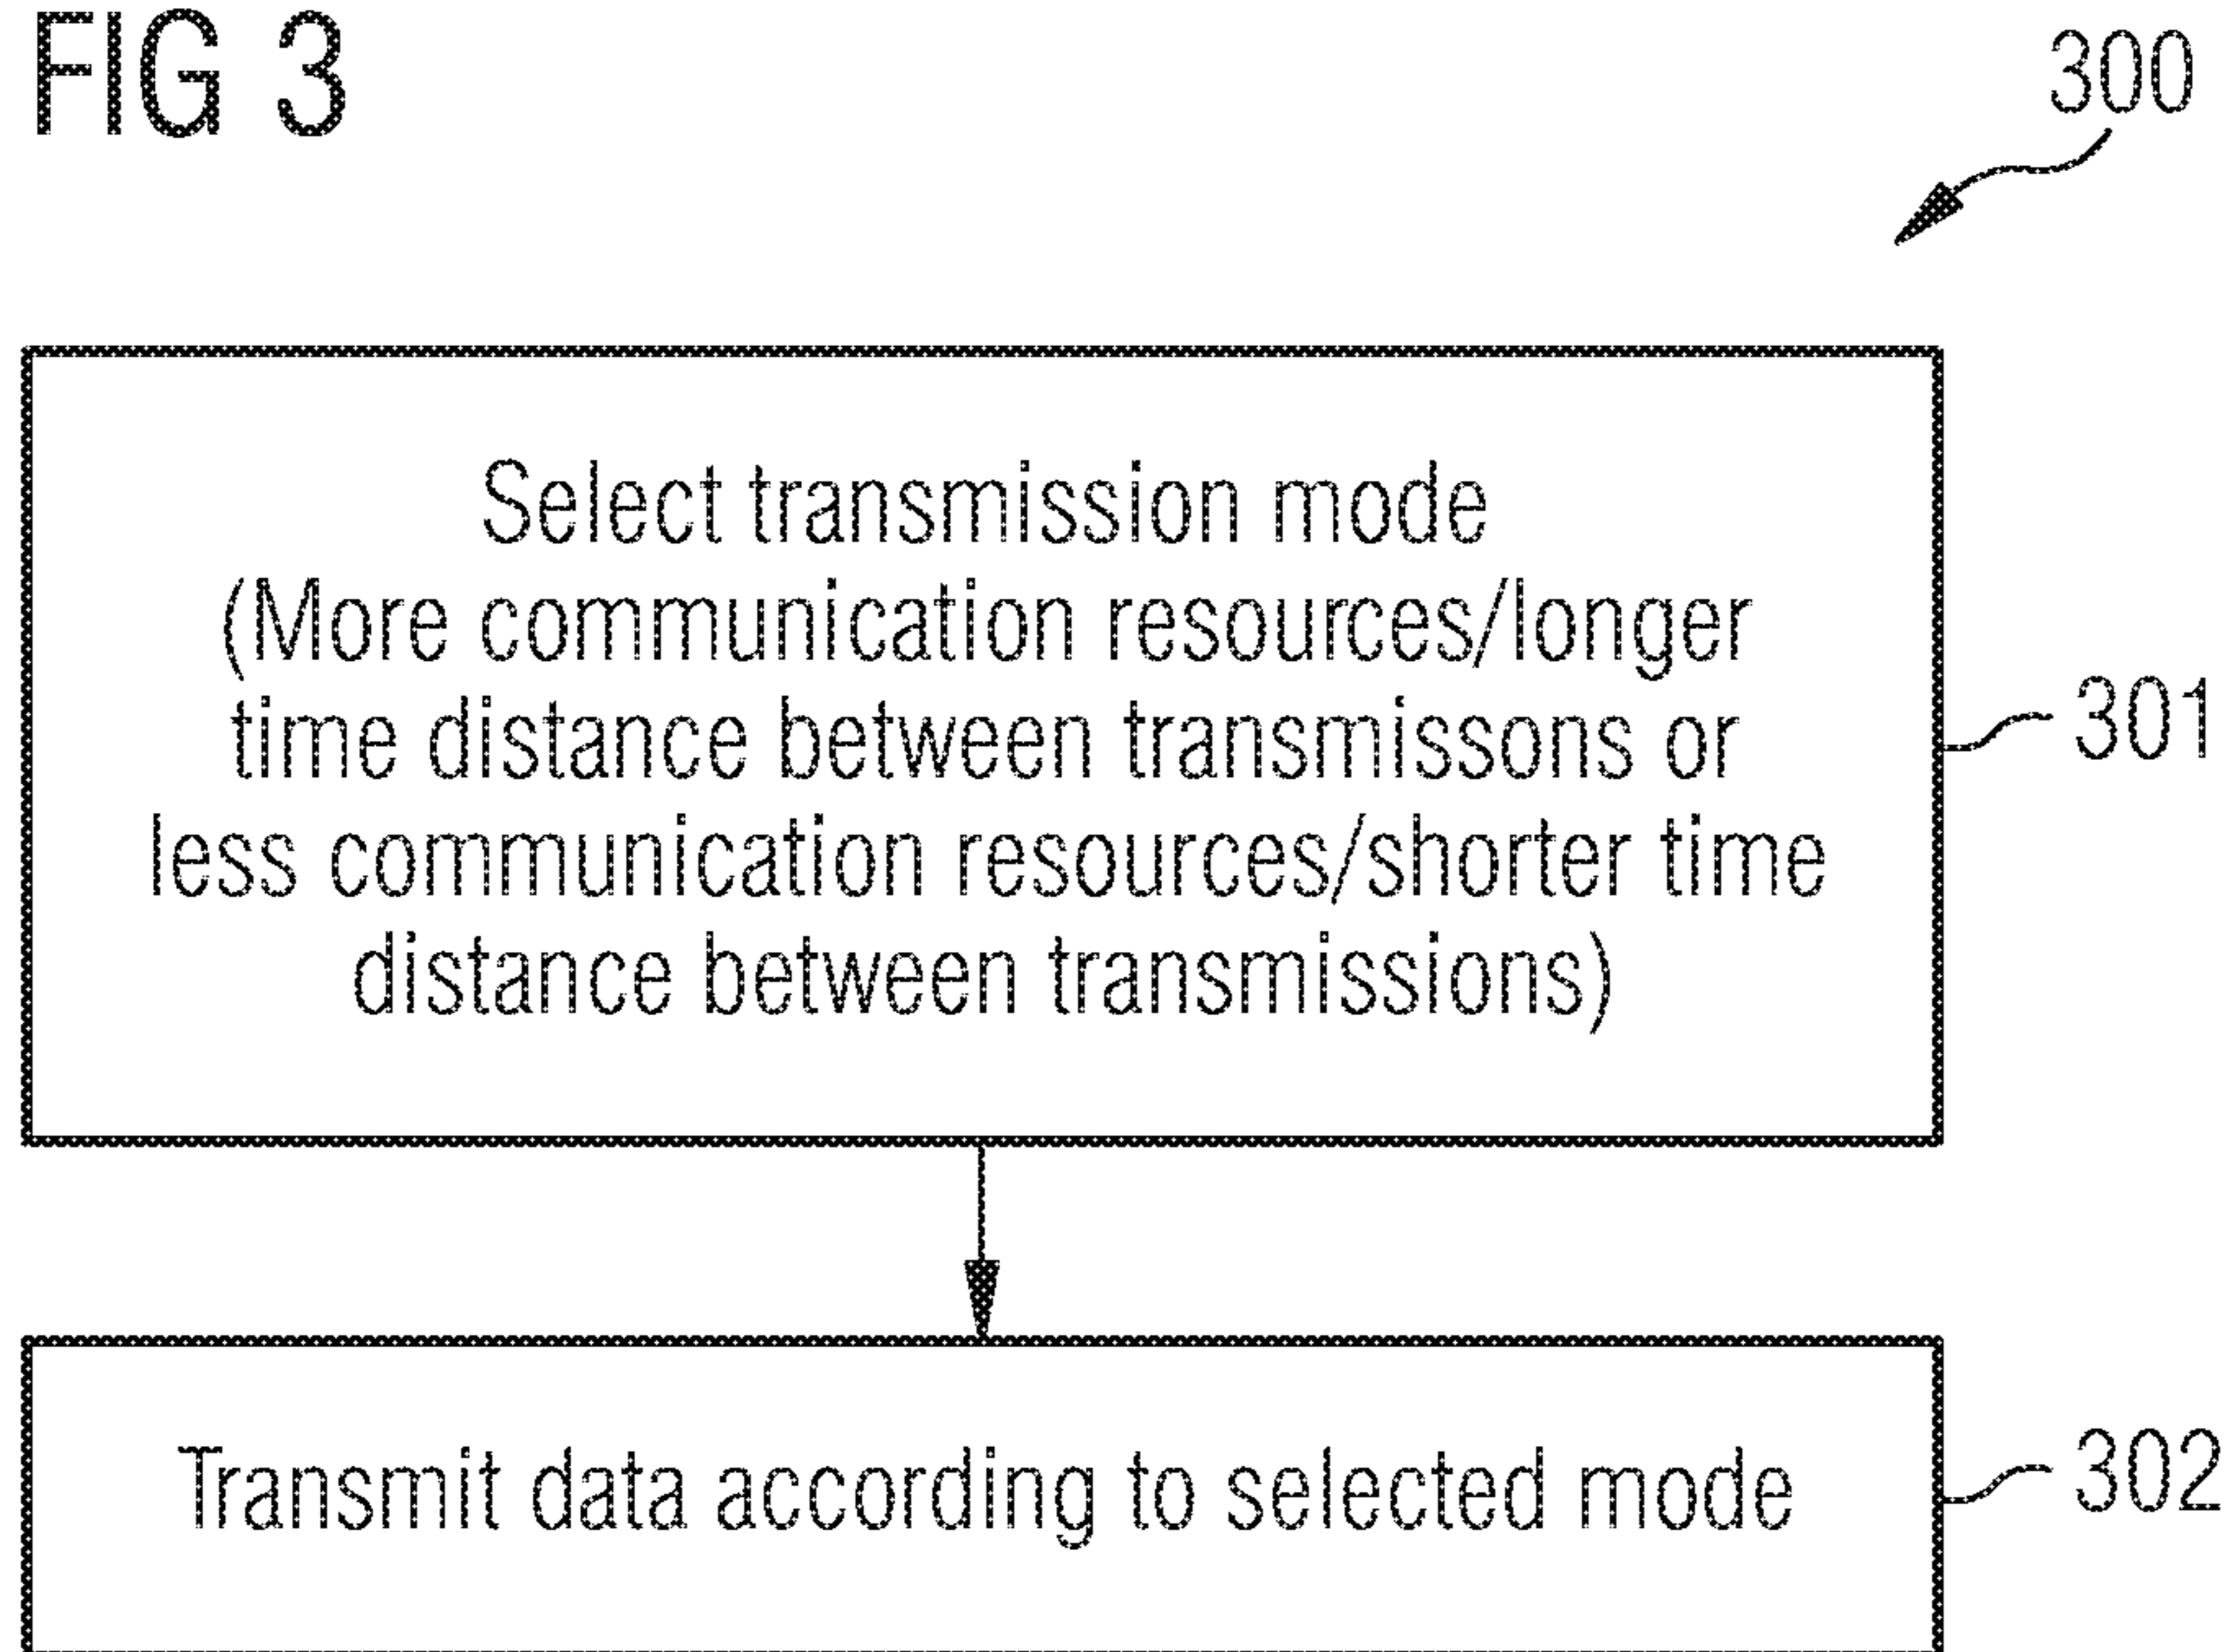 FIG 3
300
Select transmission mode
(More communication resources/longer
time distance between transmissons or
less communication resources/shorter time
distance between transmissions)
301
Transmit data according to selected mode
302